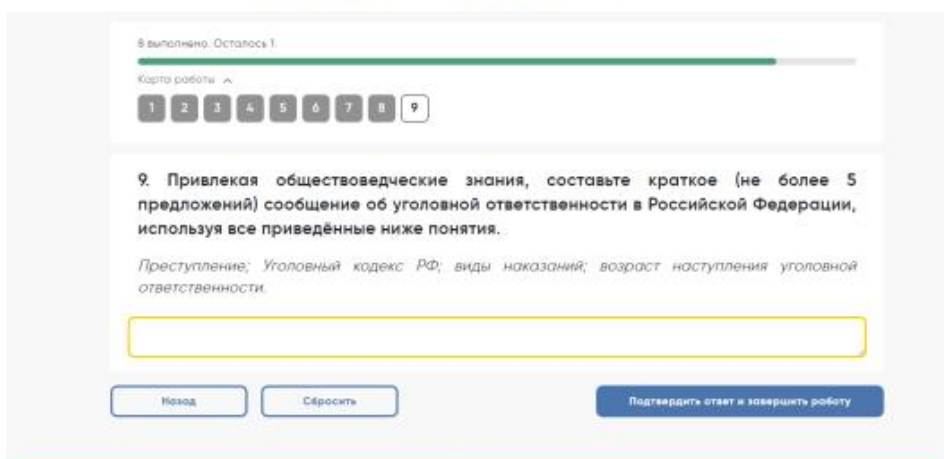 8 выполнено. Осталось 1.
Карта работы
1 2 3 4 5 6 7 8 9
9. Привлекая обществоведческие знания, составьте краткое (не более 5
предложений) сообщение об уголовной ответственности в Российской Федерации,
используя все приведённые ниже понятия.
Преступление; Уголовный кодекс РФ; виды наказаний; возраст наступления уголовной
ответственности.
Назад
Сбросить
Подтвердить ответ и завершить работу